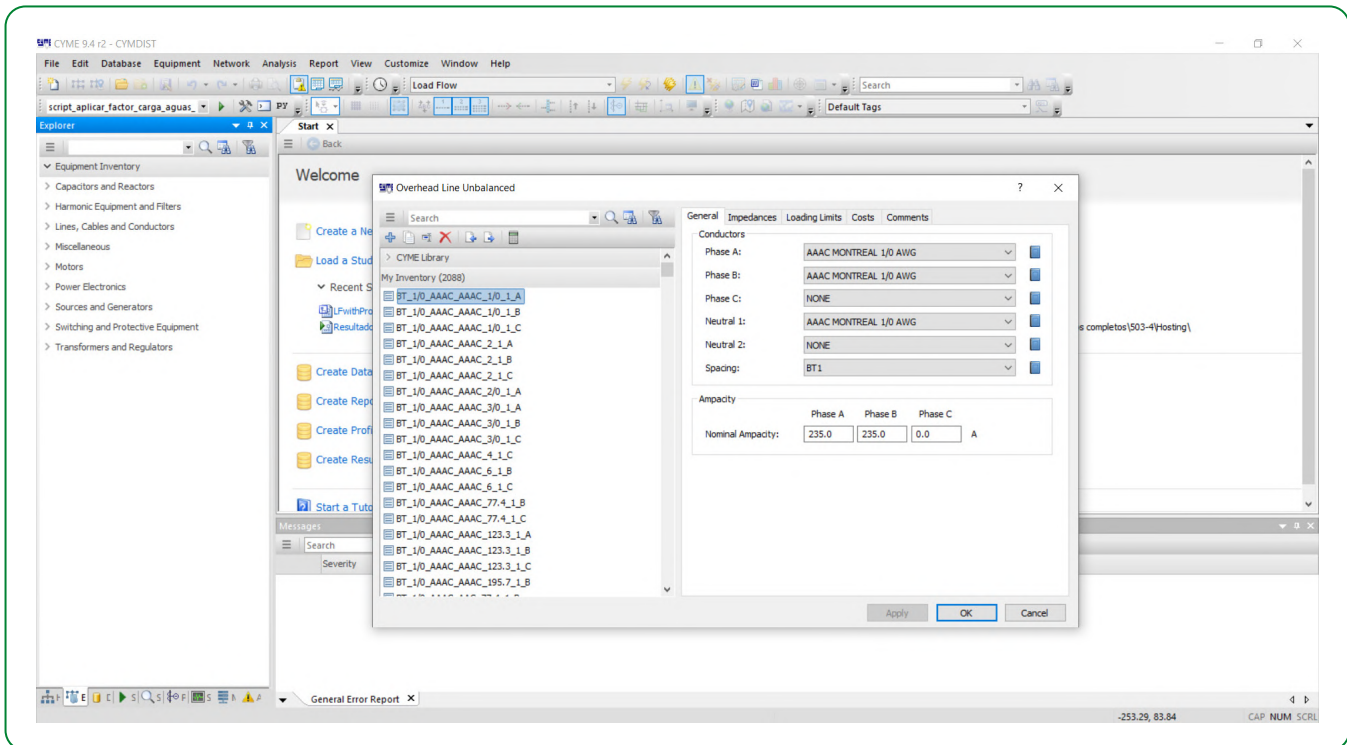 CYME 9.4 r2 - CYMDIST
File Edit Database Equipment Network Analysis Report View Customize Window Help
Load Flow Search
script_aplicar_factor_carga_aguas_ PY Default Tags
Explorer Start
Back
Equipment Inventory
Capacitors and Reactors
Harmonic Equipment and Filters
Lines, Cables and Conductors
Miscellaneous
Motors
Power Electronics
Sources and Generators
Switching and Protective Equipment
Transformers and Regulators
Welcome
Create a Ne
Load a Stud
Recent S
LFwithPro
Resultado
s completos\503-4\Hosting\
Create Data
Create Repo
Create Profi
Create Resu
Start a Tuto
Overhead Line Unbalanced ?
Search
CYME Library
My Inventory (2088)
BT_1/0_AAAC_AAAC_1/0_1_A
BT_1/0_AAAC_AAAC_1/0_1_B
BT_1/0_AAAC_AAAC_1/0_1_C
BT_1/0_AAAC_AAAC_2_1_A
BT_1/0_AAAC_AAAC_2_1_B
BT_1/0_AAAC_AAAC_2_1_C
BT_1/0_AAAC_AAAC_2/0_1_A
BT_1/0_AAAC_AAAC_3/0_1_A
BT_1/0_AAAC_AAAC_3/0_1_B
BT_1/0_AAAC_AAAC_3/0_1_C
BT_1/0_AAAC_AAAC_4_1_C
BT_1/0_AAAC_AAAC_6_1_B
BT_1/0_AAAC_AAAC_6_1_C
BT_1/0_AAAC_AAAC_77.4_1_B
BT_1/0_AAAC_AAAC_77.4_1_C
BT_1/0_AAAC_AAAC_123.3_1_A
BT_1/0_AAAC_AAAC_123.3_1_B
BT_1/0_AAAC_AAAC_123.3_1_C
BT_1/0_AAAC_AAAC_195.7_1_B
General Impedances Loading Limits Costs Comments
Conductors
Phase A: AAAC MONTREAL 1/0 AWG
Phase B: AAAC MONTREAL 1/0 AWG
Phase C: NONE
Neutral 1: AAAC MONTREAL 1/0 AWG
Neutral 2: NONE
Spacing: BT1
Ampacity
Phase A Phase B Phase C
Nominal Ampacity: 235.0 235.0 0.0 A
Apply OK Cancel
Messages
Search
Severity
General Error Report
-253.29, 83.84 CAP NUM SCRL